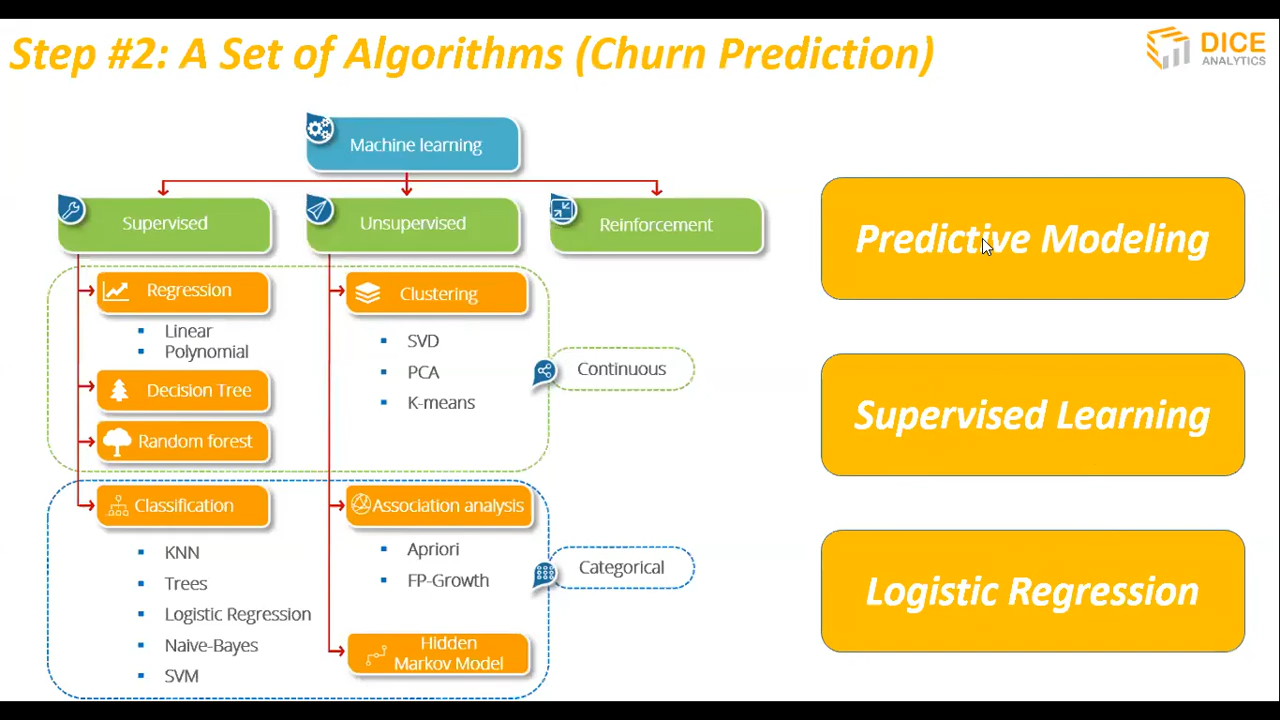 Step #2: A Set of Algorithms (Churn Prediction)
DICE
ANALYTICS
Machine learning
Supervised
Unsupervised
Reinforcement
Regression
Linear
Polynomial
Decision Tree
Random forest
Clustering
SVD
PCA
K-means
Continuous
Classification
KNN
Trees
Logistic Regression
Naive-Bayes
SVM
Association analysis
Apriori
FP-Growth
Hidden
Markov Model
Categorical
Predictive Modeling
Supervised Learning
Logistic Regression